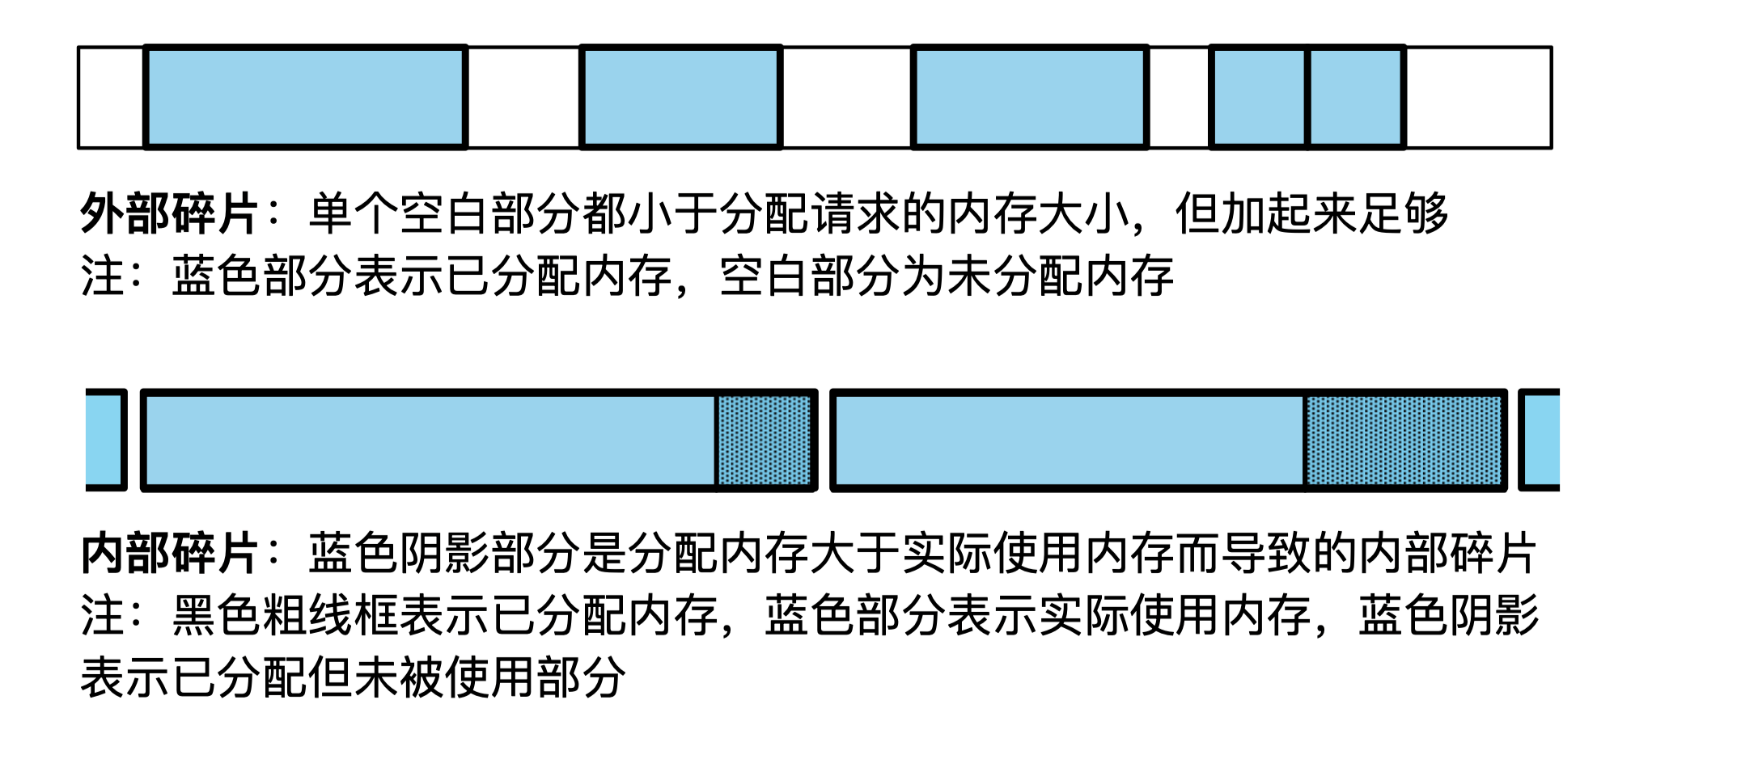 外部碎片：单个空白部分都小于分配请求的内存大小，但加起来足够
注：蓝色部分表示已分配内存，空白部分为未分配内存
内部碎片：蓝色阴影部分是分配内存大于实际使用内存而导致的内部碎片
注：黑色粗线框表示已分配内存，蓝色部分表示实际使用内存，蓝色阴影
表示已分配但未被使用部分